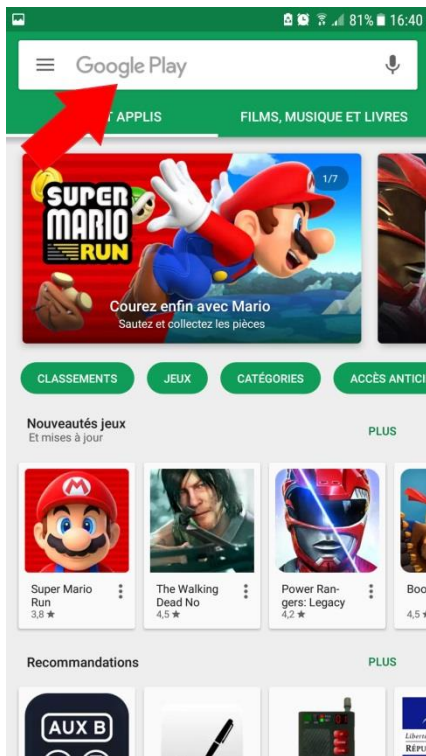 81% 16:40
Google Play
T APPLIS FILMS, MUSIQUE ET LIVRES
1/7
SUPER
MARIO
RUN
Courez enfin avec Mario
Sautez et collectez les pièces
CLASSEMENTS JEUX CATÉGORIES ACCÈS ANTICI
Nouveautés jeux
Et mises à jour
PLUS
Super Mario
Run
3,8 ★
The Walking
Dead No
4,5 ★
Power Ran-
gers: Legacy
4,2 ★
Boo
4,5 ★
Recommandations
PLUS
AUX B
Libert
RÉPU